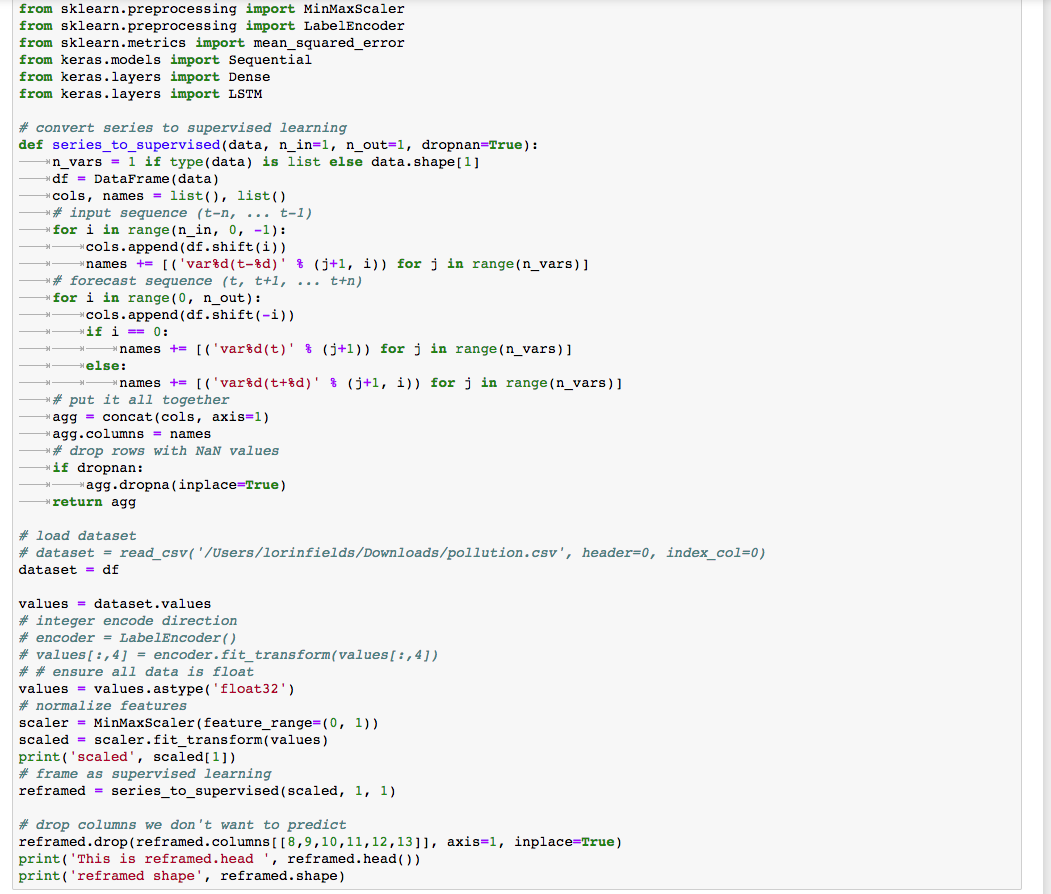 from sklearn.preprocessing import MinMaxScaler
from sklearn.preprocessing import LabelEncoder
from sklearn.metrics import mean_squared_error
from keras.models import Sequential
from keras.layers import Dense
from keras.layers import LSTM
# convert series to supervised learning
def series_to_supervised(data, n_in=1, n_out=1, dropnan=True):
n_vars = 1 if type(data) is list else data.shape[1]
df = DataFrame(data)
cols, names = list(), list()
# input sequence (t-n, ... t-1)
for i in range(n_in, 0, -1):
cols.append(df.shift(i))
names += [('var%d(t-%d)' % (j+1, i)) for j in range(n_vars)]
# forecast sequence (t, t+1, ... t+n)
for i in range(0, n_out):
cols.append(df.shift(-i))
if i == 0:
names += [('var%d(t)' % (j+1)) for j in range(n_vars)]
else:
names += [('var%d(t+%d)' % (j+1, i)) for j in range(n_vars)]
# put it all together
agg = concat(cols, axis=1)
agg.columns = names
# drop rows with NaN values
if dropnan:
agg.dropna(inplace=True)
return agg
# load dataset
# dataset = read_csv('/Users/lorinfields/Downloads/pollution.csv', header=0, index_col=0)
dataset = df
values = dataset.values
# integer encode direction
# encoder = LabelEncoder()
# values[:,4] = encoder.fit_transform(values[:,4])
# # ensure all data is float
values = values.astype('float32')
# normalize features
scaler = MinMaxScaler(feature_range=(0, 1))
scaled = scaler.fit_transform(values)
print('scaled', scaled[1])
# frame as supervised learning
reframed = series_to_supervised(scaled, 1, 1)
# drop columns we don't want to predict
reframed.drop(reframed.columns[[8,9,10,11,12,13]], axis=1, inplace=True)
print('This is reframed.head ', reframed.head())
print('reframed shape', reframed.shape)